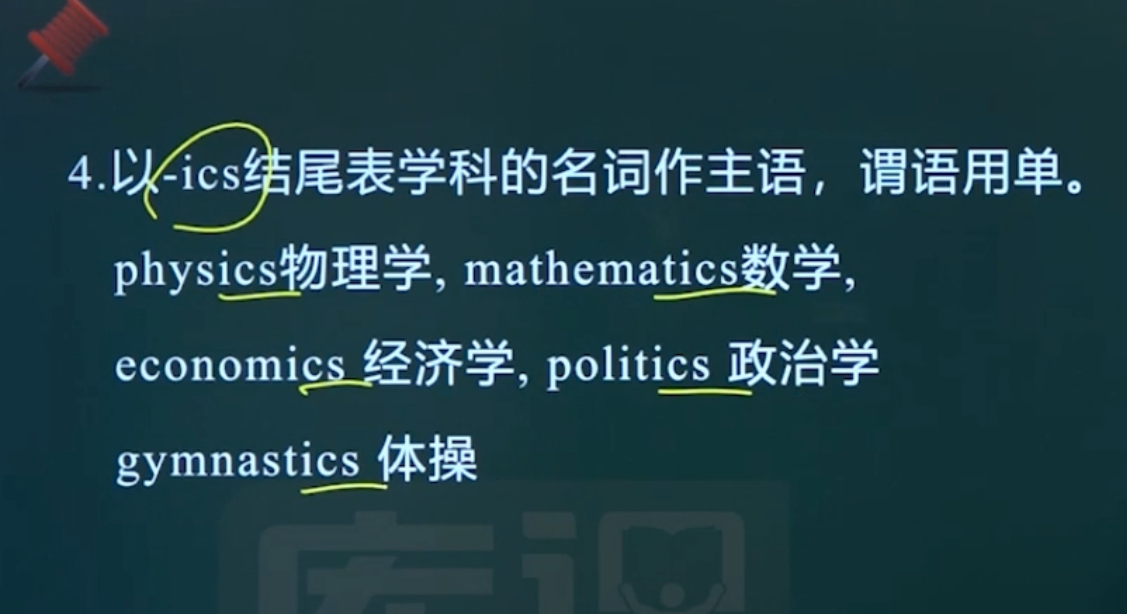 4.以-ics结尾表学科的名词作主语，谓语用单。
physics物理学, mathematics数学,
economics 经济学, politics 政治学
gymnastics 体操